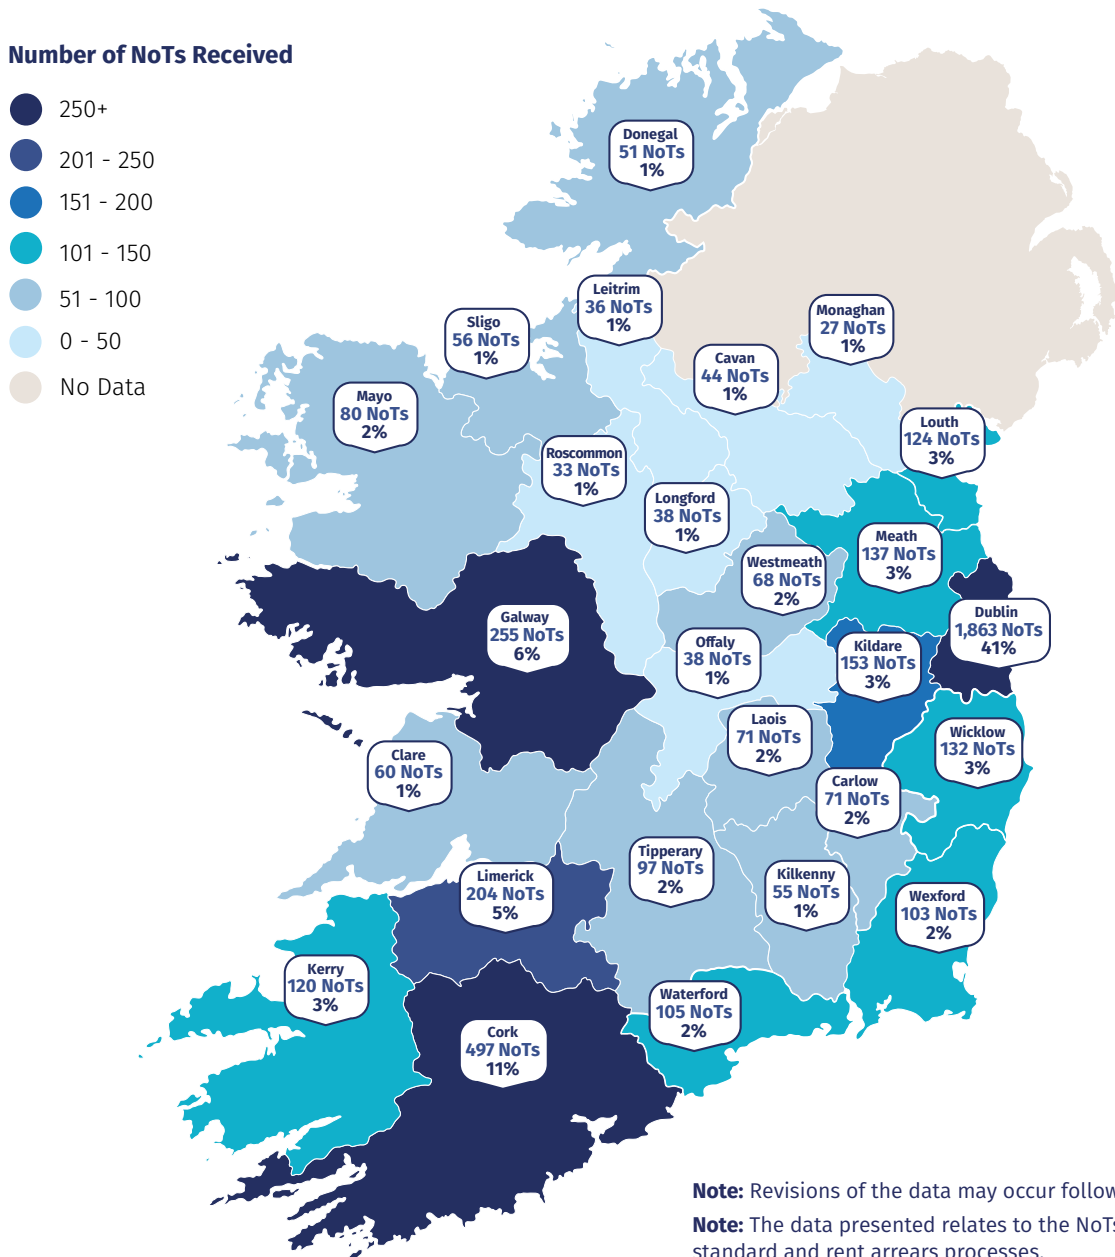 Number of NoTs Received
250+
201 - 250
151 - 200
101 - 150
51 - 100
0 - 50
No Data
Donegal
51 NoTs
1%
Leitrim
36 NoTs
1%
Monaghan
27 NoTs
1%
Sligo
56 NoTs
1%
Cavan
44 NoTs
1%
Mayo
80 NoTs
2%
Louth
124 NoTs
3%
Roscommon
33 NoTs
1%
Longford
38 NoTs
1%
Meath
137 NoTs
3%
Westmeath
68 NoTs
2%
Dublin
1,863 NoTs
41%
Galway
255 NoTs
6%
Offaly
38 NoTs
1%
Kildare
153 NoTs
3%
Laois
71 NoTs
2%
Wicklow
132 NoTs
3%
Clare
60 NoTs
1%
Carlow
71 NoTs
2%
Tipperary
97 NoTs
2%
Limerick
204 NoTs
5%
Kilkenny
55 NoTs
1%
Wexford
103 NoTs
2%
Kerry
120 NoTs
3%
Waterford
105 NoTs
2%
Cork
497 NoTs
11%
Note: Revisions of the data may occur follow
Note: The data presented relates to the NoTs
standard and rent arrears processes.